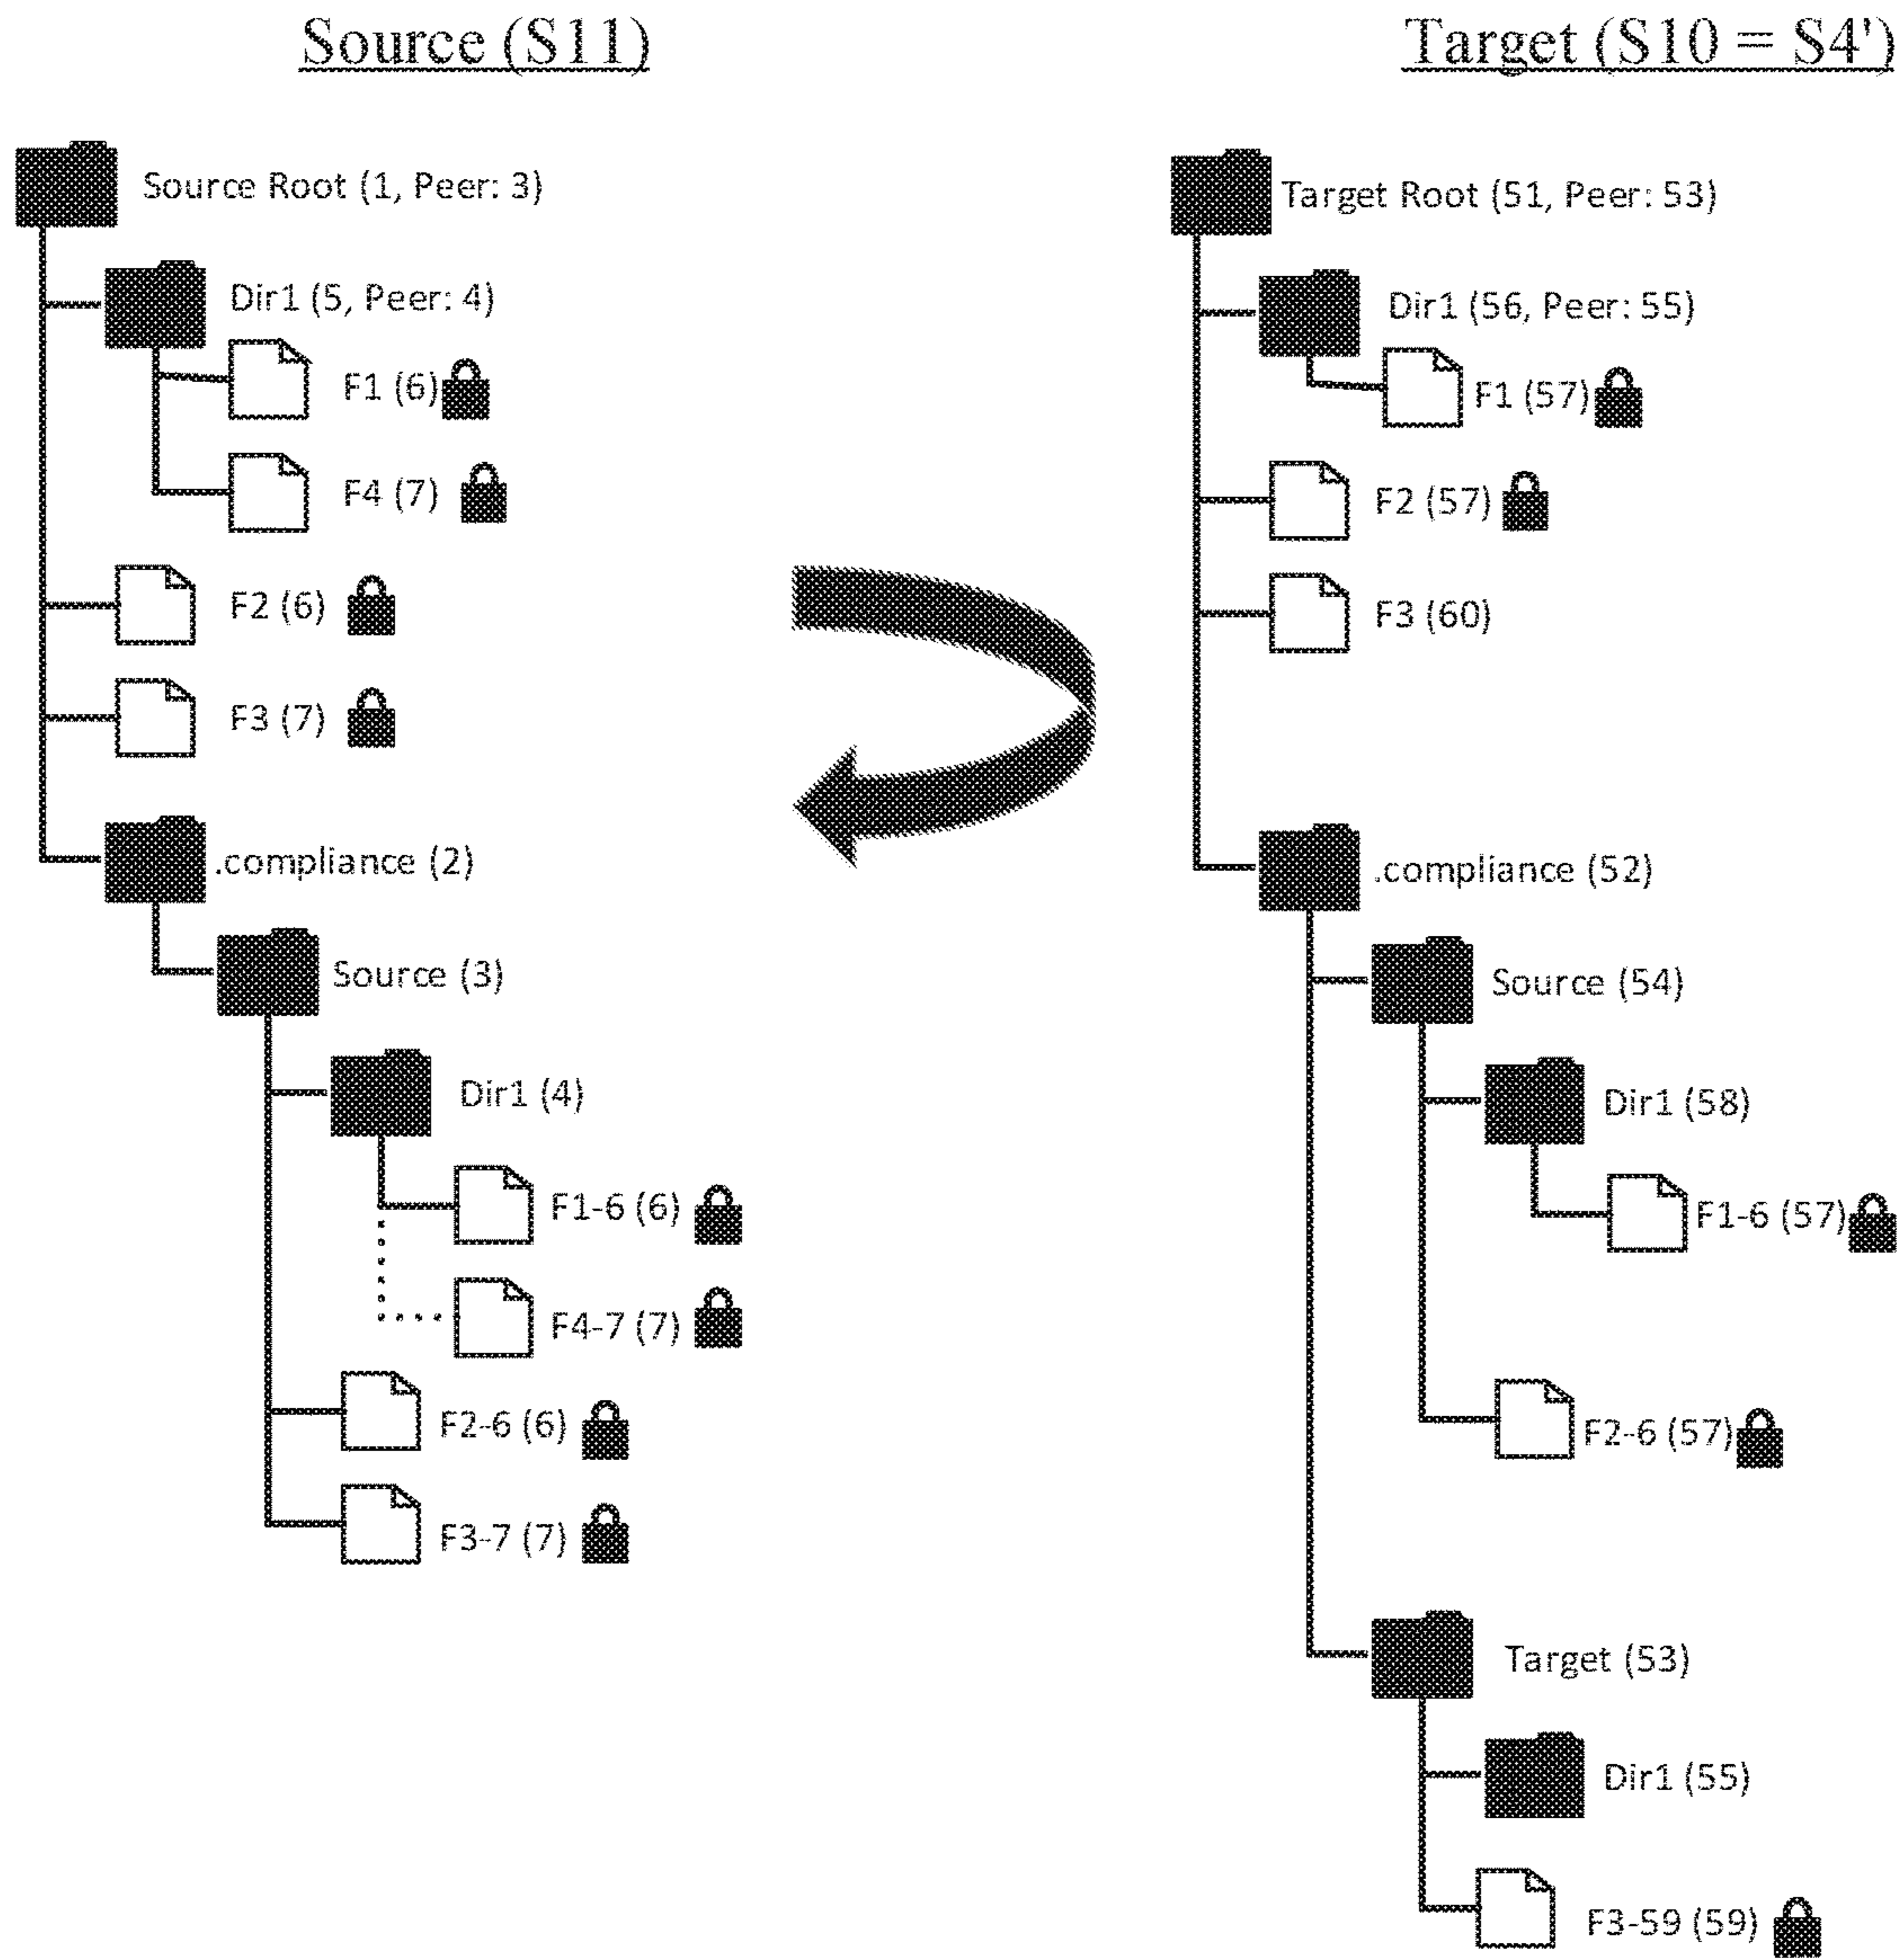 Source (S11)
Source Root (1, Peer: 3)
Dir1 (5, Peer: 4)
F1 (6)
F4 (7)
F2 (6)
F3 (7)
.compliance (2)
Source (3)
Dir1 (4)
F1-6 (6)
F4-7 (7)
F2-6 (6)
F3-7 (7)
Target (S10 = S4')
Target Root (51, Peer: 53)
Dir1 (56, Peer: 55)
F1 (57)
F2 (57)
F3 (60)
.compliance (52)
Source (54)
Dir1 (58)
F1-6 (57)
F2-6 (57)
Target (53)
Dir1 (55)
F3-59 (59)